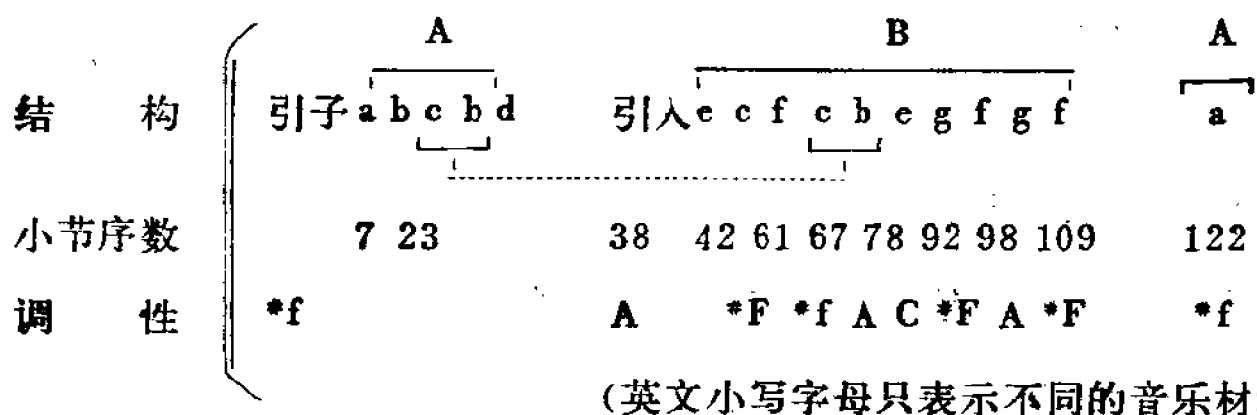 A B A
结 构 引子 a b c b d 引入 e c f c b e g f g f a
小节序数 7 23 38 42 61 67 78 92 98 109 122
调 性 *f A *F *f A C *F A *F *f
(英文小写字母只表示不同的音乐材